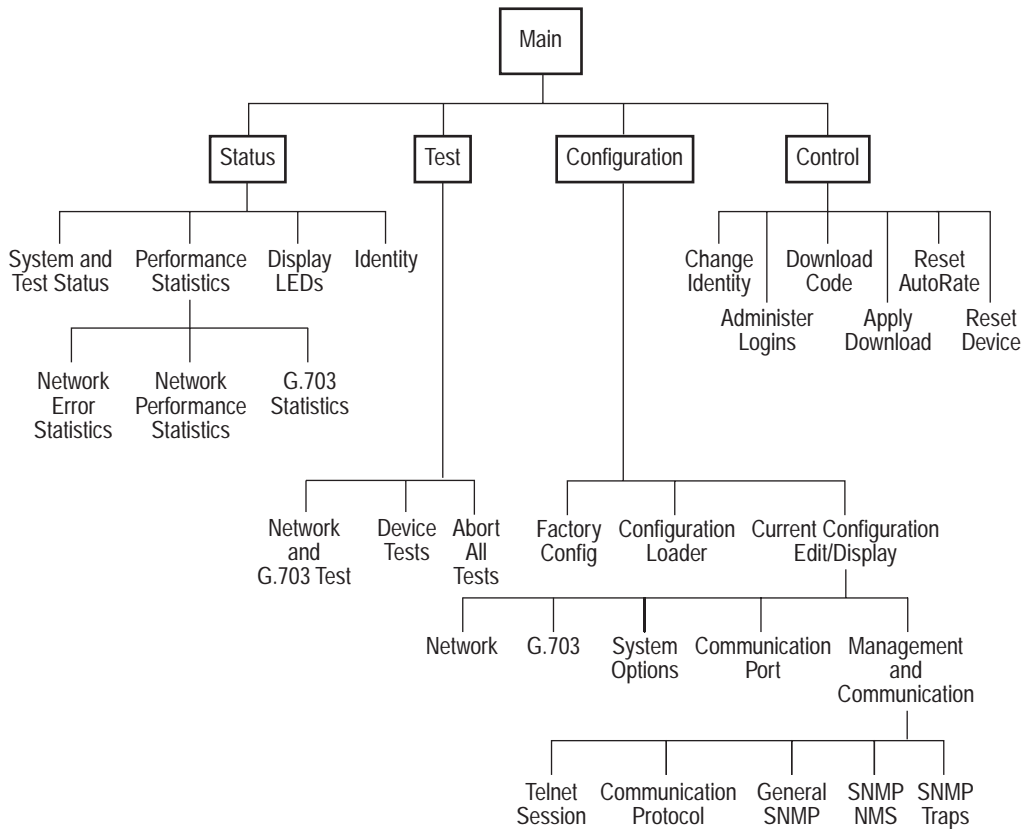 Main
Status
Test
Configuration
Control
System and
Test Status
Performance
Statistics
Display
LEDs
Identity
Change
Identity
Administer
Logins
Download
Code
Apply
Download
Reset
AutoRate
Reset
Device
Network
Error
Statistics
Network
Performance
Statistics
G.703
Statistics
Network
and
G.703 Test
Device
Tests
Abort
All
Tests
Factory
Config
Configuration
Loader
Current Configuration
Edit/Display
Network
G.703
System
Options
Communication
Port
Management
and
Communication
Telnet
Session
Communication
Protocol
General
SNMP
SNMP
NMS
SNMP
Traps